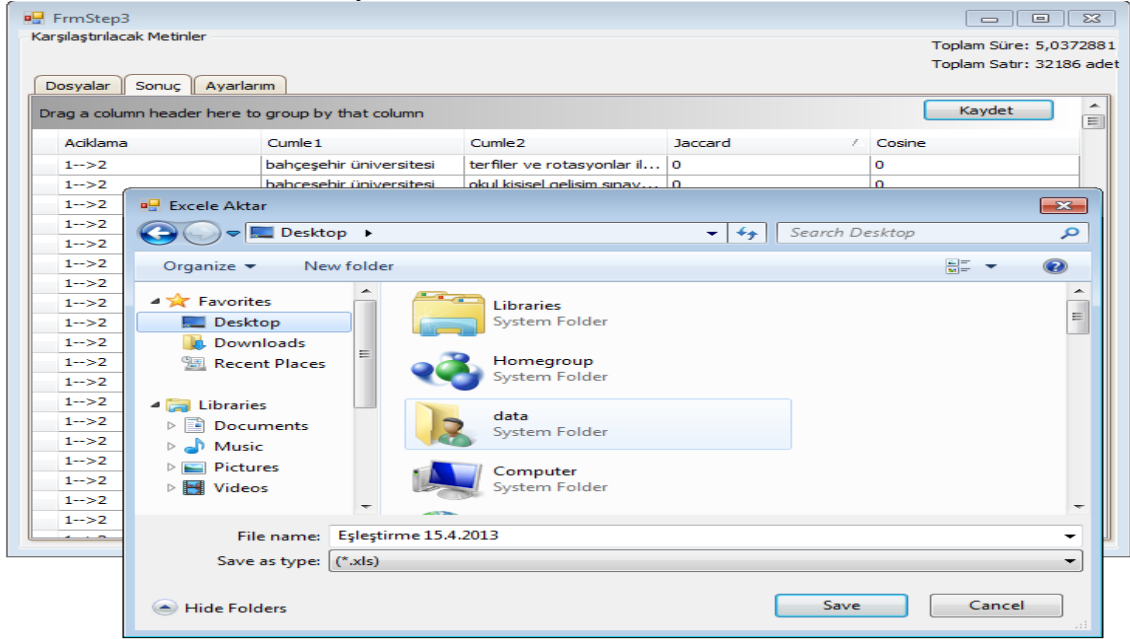 FrmStep3
Karşılaştırılacak Metinler
Toplam Süre: 5,0372881
Toplam Satır: 32186 adet
Dosyalar Sonuç Ayarlarım
Drag a column header here to group by that column Kaydet
Aciklama Cumle1 Cumle2 Jaccard / Cosine
1-->2 bahçeşehir üniversitesi terfiler ve rotasyonlar il... 0 0
1-->2 bahçeşehir üniversitesi okul kişisel gelişim sınav... 0 0
1-->2 Excele Aktar
1-->2 Desktop Search Desktop
1-->2
1-->2 Organize New folder
1-->2
1-->2 Favorites Libraries
1-->2 Desktop System Folder
1-->2 Downloads
1-->2 Recent Places Homegroup
1-->2 System Folder
1-->2 Libraries
1-->2 Documents data
1-->2 Music System Folder
1-->2 Pictures Computer
1-->2 Videos System Folder
1-->2
1-->2
File name: Eşleştirme 15.4.2013
Save as type: (*.xls)
Hide Folders Save Cancel